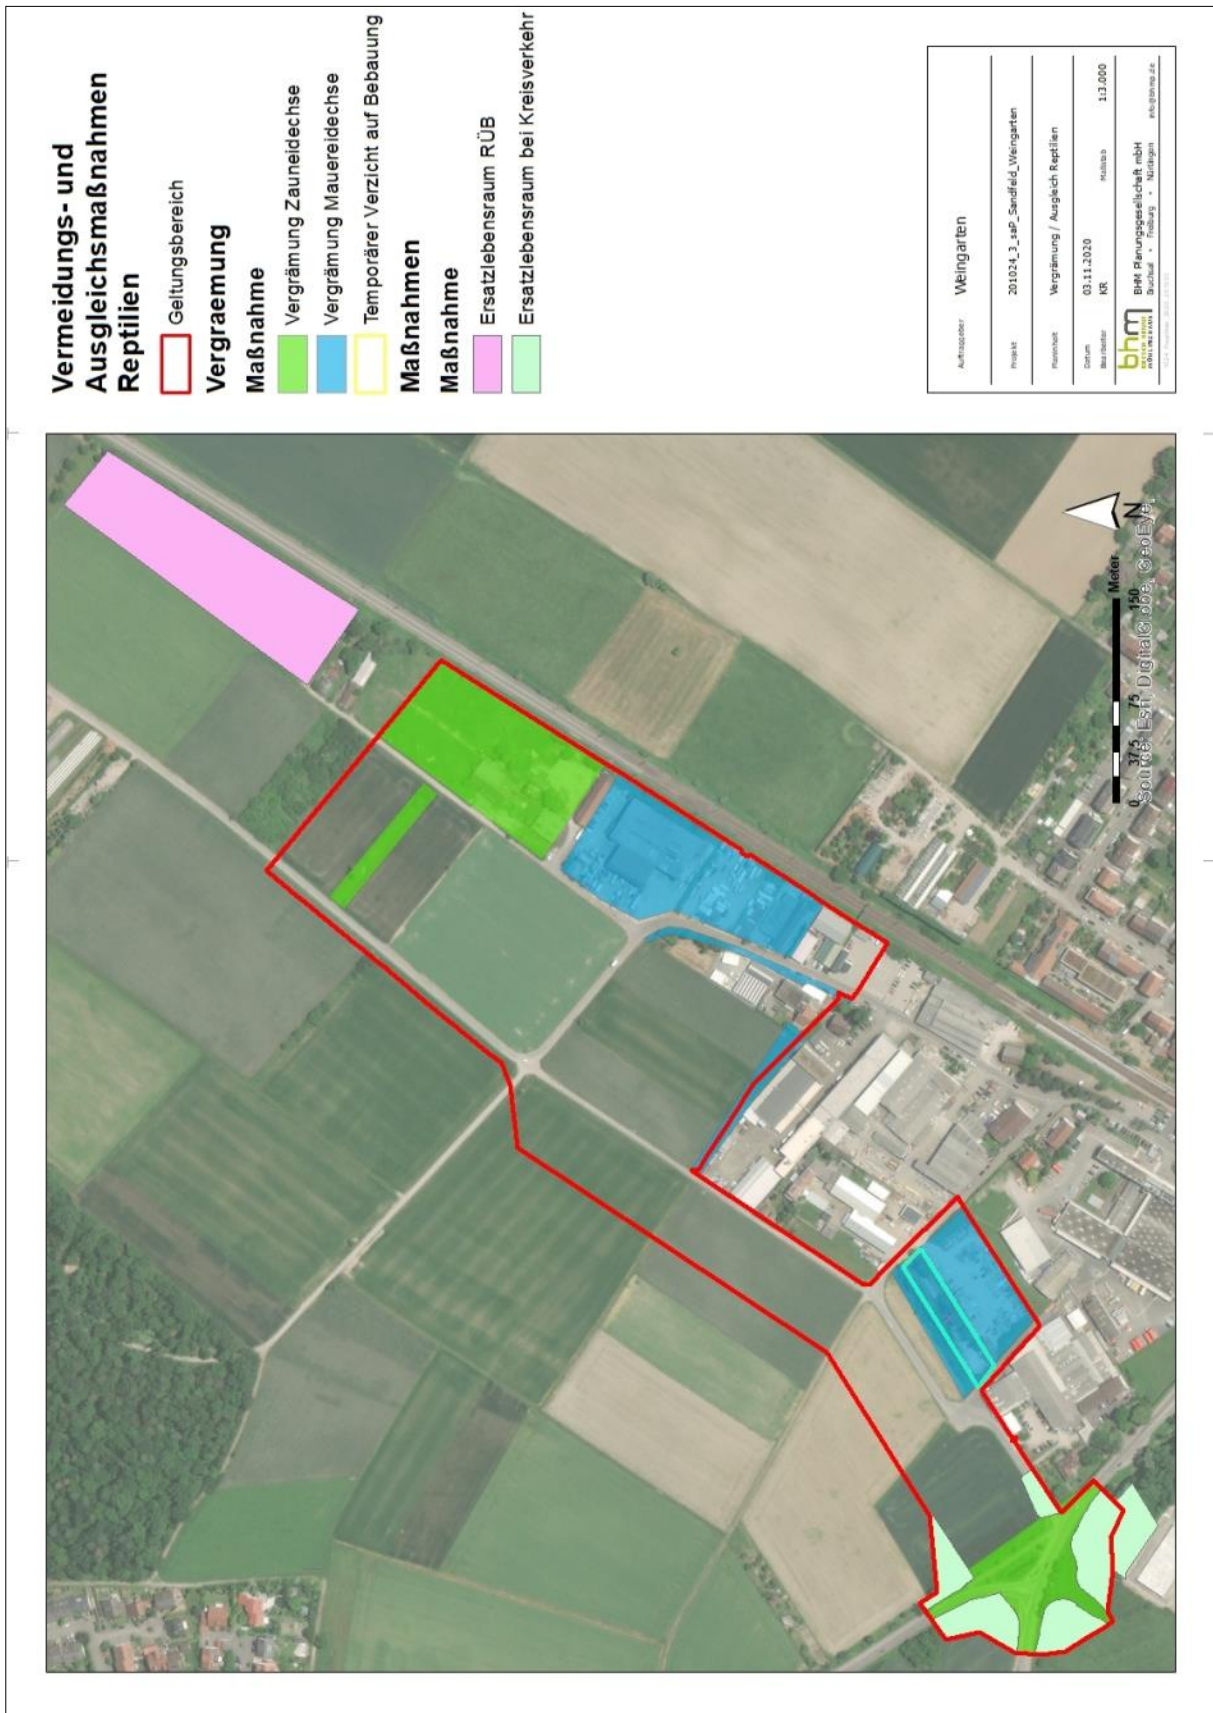 Vermeidungs- und
Ausgleichsmaßnahmen
Reptilien
Geltungsbereich
Vergraemung
Maßnahme
Vergrämung Zauneidechse
Vergrämung Mauereidechse
Temporärer Verzicht auf Bebauung
Maßnahmen
Maßnahme
Ersatzlebensraum RÜB
Ersatzlebensraum bei Kreisverkehr
Auftraggeber Weingarten
Projekt 201024_3_saP_Sandfeld_Weingarten
Planinhalt Vergrämung / Ausgleich Reptilien
Datum 03.11.2020
Bearbeiter KR Maßstab 1:3.000
bhm BHM Planungsgesellschaft mbH
Bruchsal • Freiburg • Nürtingen info@bhmp.de
N
Meter
0 37,5 75 150
Source: Esri, DigitalGlobe, GeoEye,